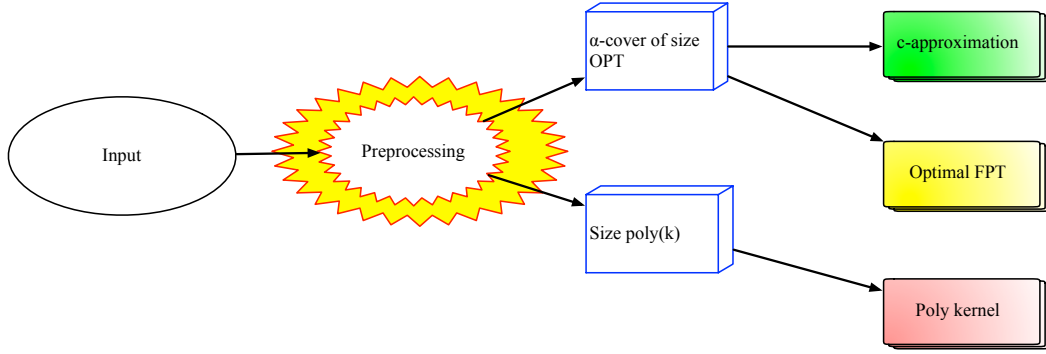 Input
Preprocessing
α-cover of size
OPT
Size poly(k)
c-approximation
Optimal FPT
Poly kernel